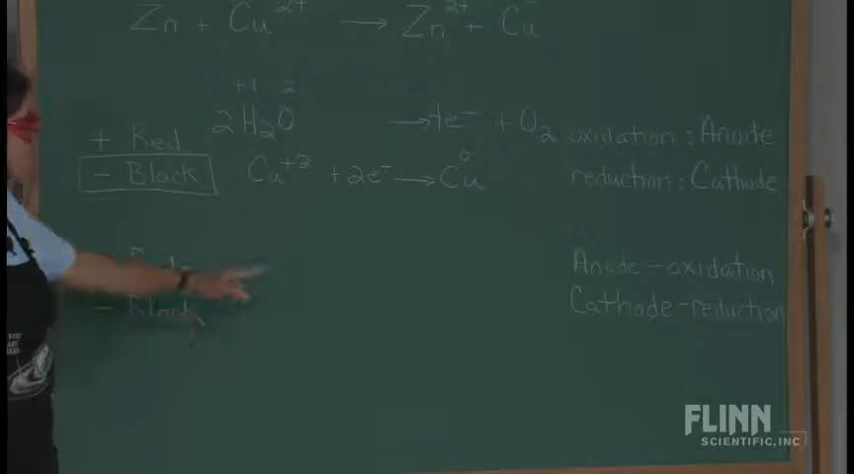 Zn + Cu²⁺ → Zn²⁺ + Cu
+1 -2
2H₂O → 4e⁻ + O₂ oxidation : Anode
+ Red
- Black Cu⁺² + 2e⁻ → Cu⁰ reduction : Cathode
Anode - oxidation
- Black Cathode - reduction
FLINN
SCIENTIFIC, INC